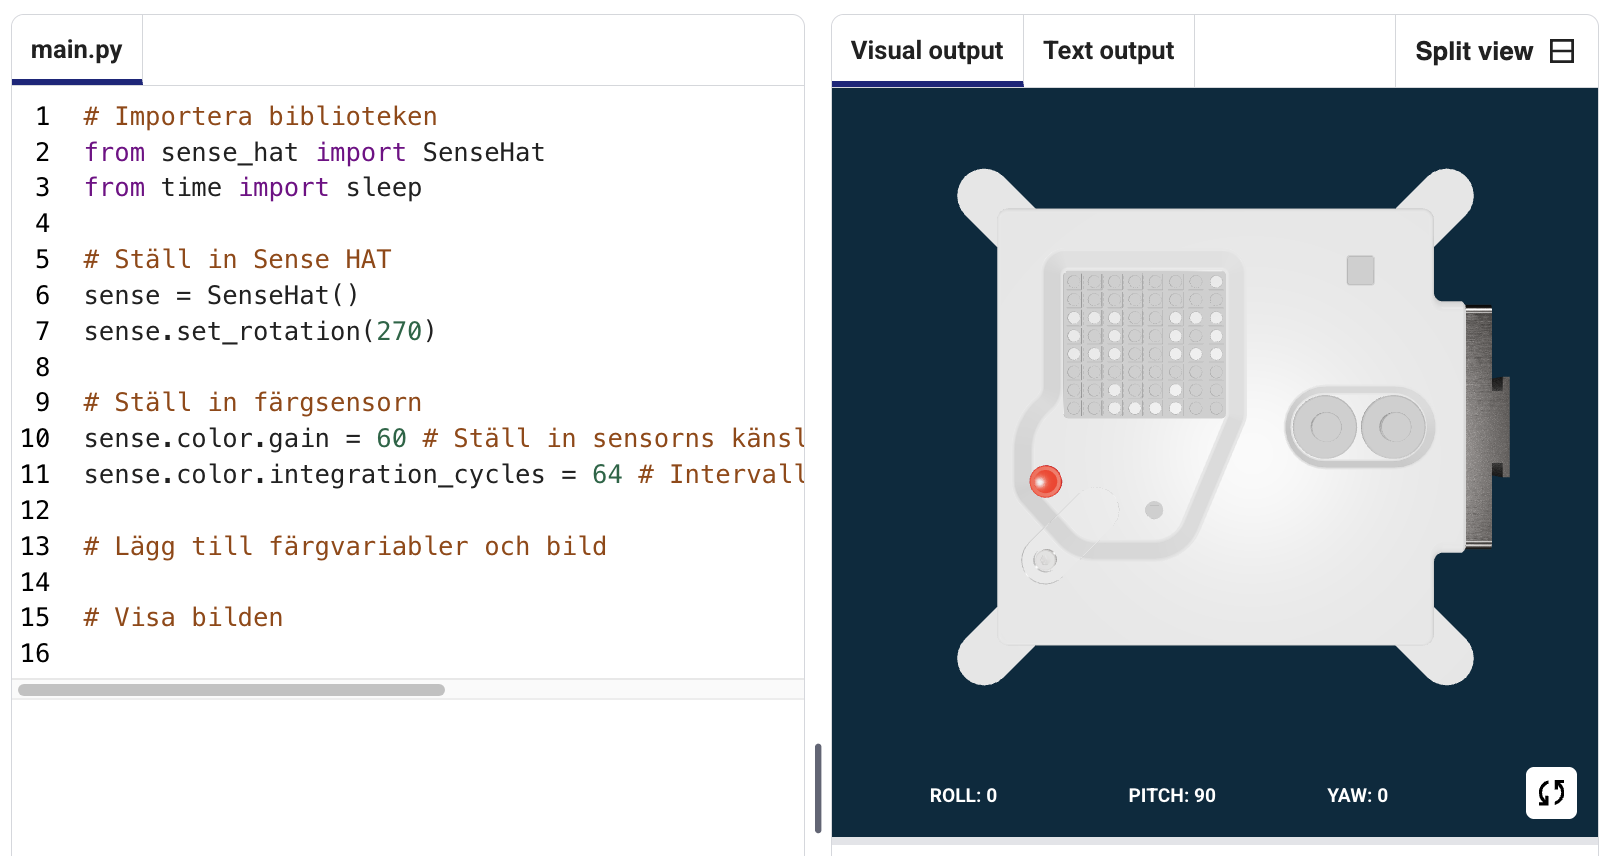 main.py
1 # Importera biblioteken
2 from sense_hat import SenseHat
3 from time import sleep
4
5 # Ställ in Sense HAT
6 sense = SenseHat()
7 sense.set_rotation(270)
8
9 # Ställ in färgsensorn
10 sense.color.gain = 60 # Ställ in sensorns känsl
11 sense.color.integration_cycles = 64 # Intervall
12
13 # Lägg till färgvariabler och bild
14
15 # Visa bilden
16
Visual output
Text output
Split view
ROLL: 0
PITCH: 90
YAW: 0